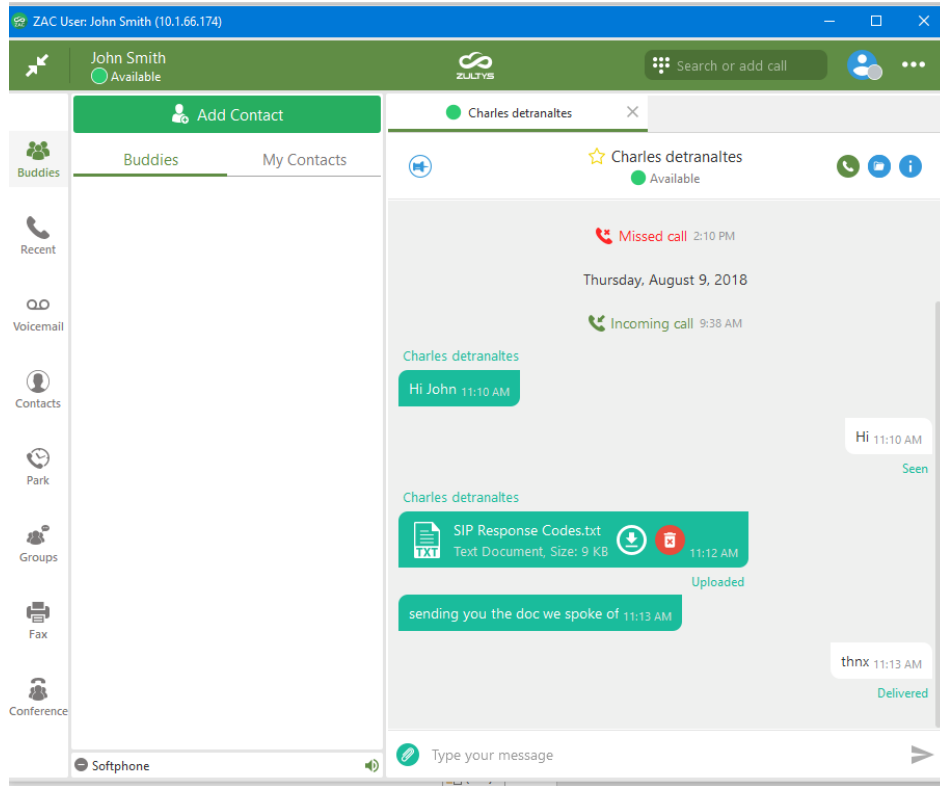 ZAC User: John Smith (10.1.66.174)
John Smith
Available
ZULTYS
Search or add call
Add Contact
Buddies
My Contacts
Buddies
Recent
Voicemail
Contacts
Park
Groups
Fax
Conference
Softphone
Charles detranaltes
Charles detranaltes
Available
Missed call 2:10 PM
Thursday, August 9, 2018
Incoming call 9:38 AM
Charles detranaltes
Hi John 11:10 AM
Hi 11:10 AM
Seen
Charles detranaltes
SIP Response Codes.txt
TXT
Text Document, Size: 9 KB
11:12 AM
Uploaded
sending you the doc we spoke of 11:13 AM
thnx 11:13 AM
Delivered
Type your message